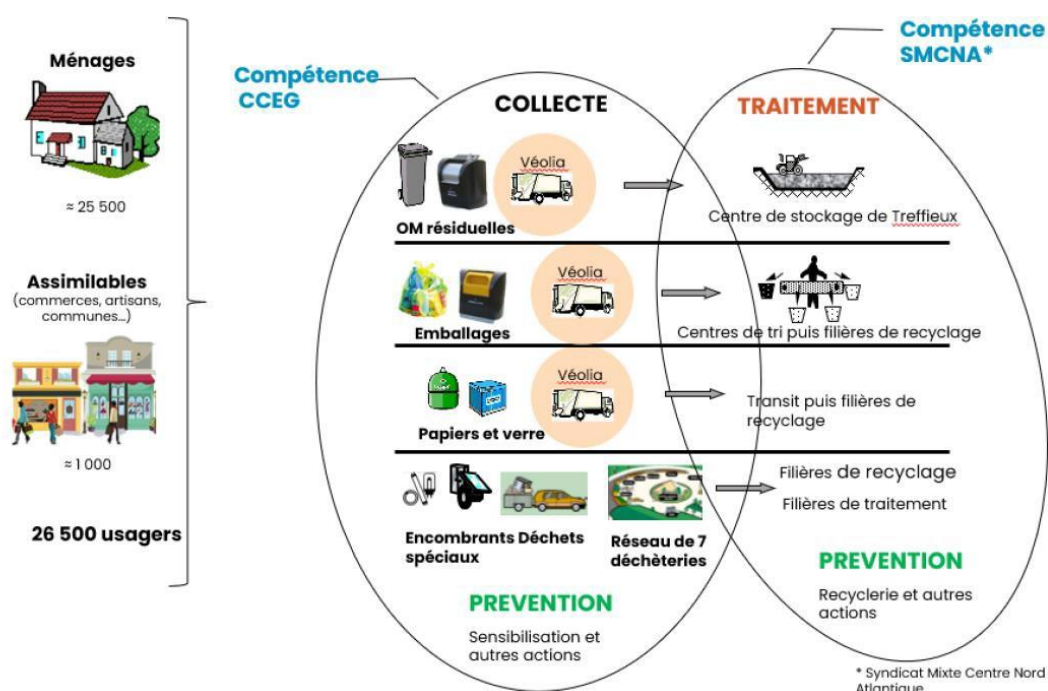 Ménages
≈ 25 500
Assimilables
(commerces, artisans,
communes...)
≈ 1 000
26 500 usagers
Compétence
CCEG
COLLECTE
Véolia
OM résiduelles
Véolia
Emballages
Véolia
Papiers et verre
Encombrants Déchets
spéciaux
Réseau de 7
déchèteries
PREVENTION
Sensibilisation et
autres actions
Compétence
SMCNA*
TRAITEMENT
Centre de stockage de Treffieux
Centres de tri puis filières de recyclage
Transit puis filières de
recyclage
Filières de recyclage
Filières de traitement
PREVENTION
Recyclerie et autres
actions
* Syndicat Mixte Centre Nord
Atlantique